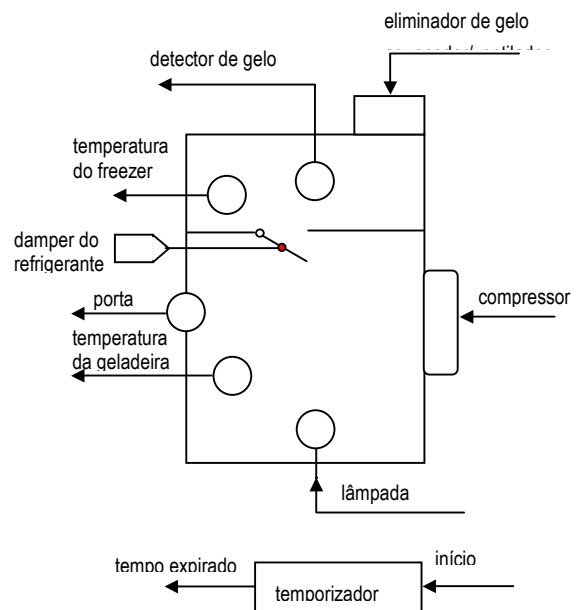 eliminador de gelo
detector de gelo
temperatura
do freezer
damper do
refrigerante
porta
compressor
temperatura
da geladeira
lâmpada
tempo expirado
início
temporizador